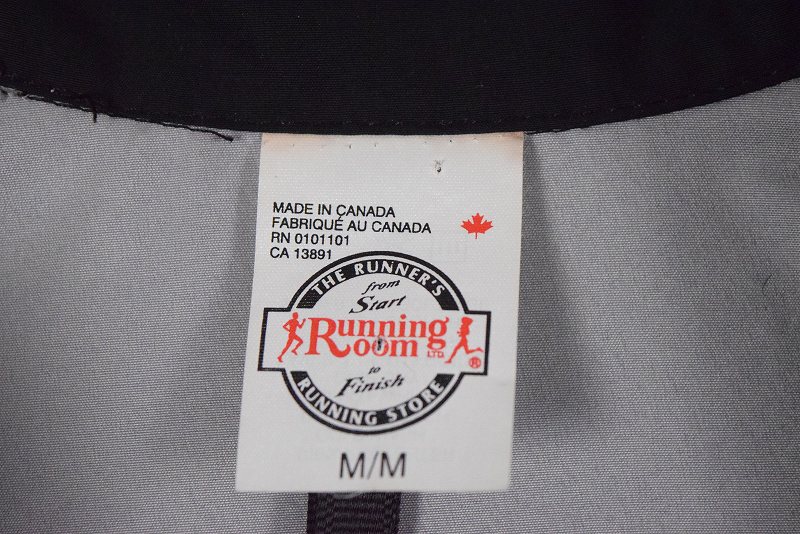 MADE IN CANADA
FABRIQUÉ AU CANADA
RN 0101101
CA 13891
THE RUNNER'S
from
Start
Running
Room LTD. ®
to
Finish
RUNNING STORE
M/M